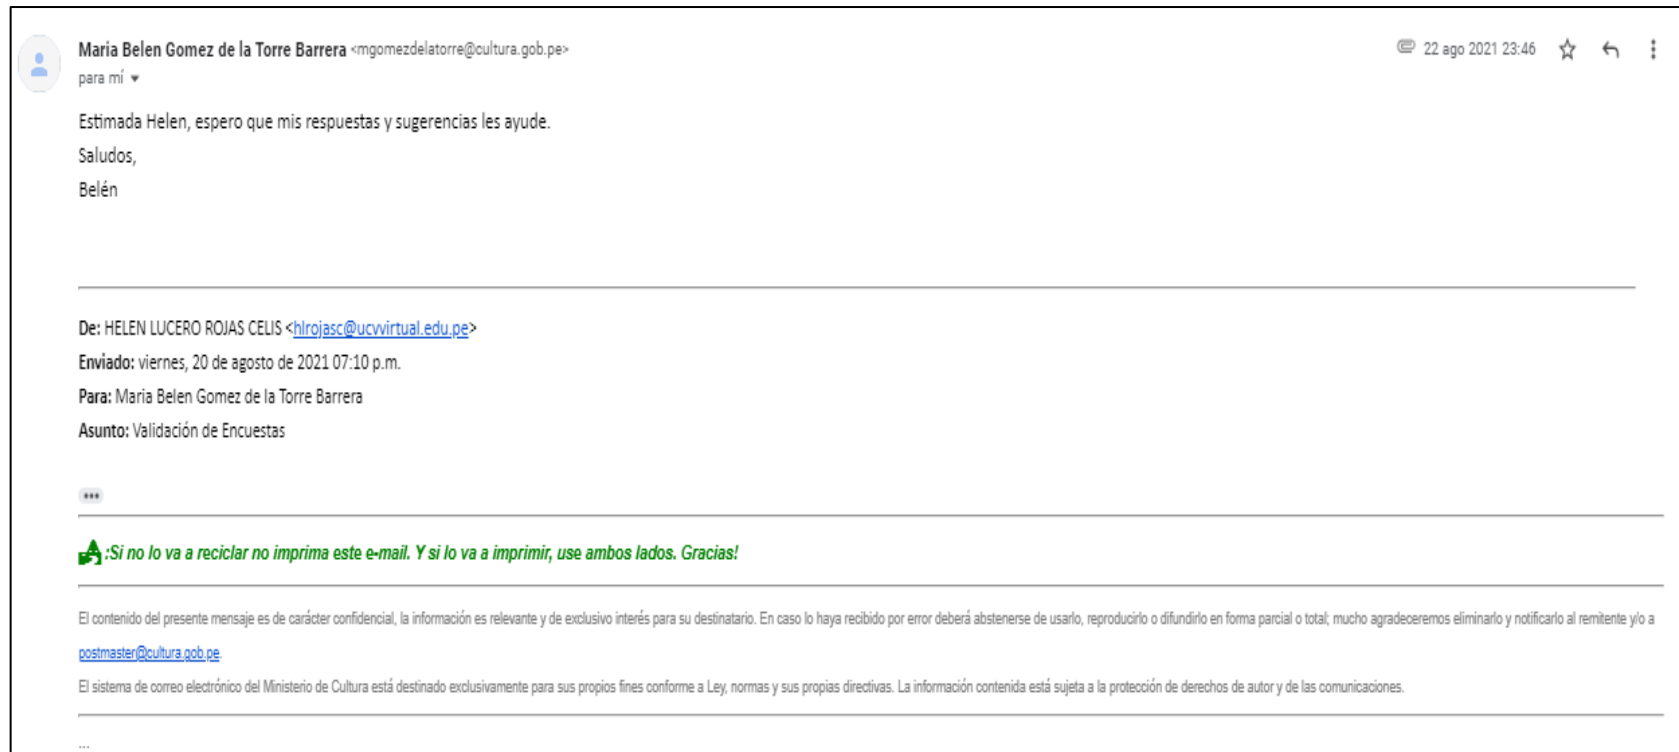 Maria Belen Gomez de la Torre Barrera <mgomezdelatorre@cultura.gob.pe>
22 ago 2021 23:46
para mí
Estimada Helen, espero que mis respuestas y sugerencias les ayude.
Saludos,
Belén
De: HELEN LUCERO ROJAS CELIS <hlrojasc@ucvvirtual.edu.pe>
Enviado: viernes, 20 de agosto de 2021 07:10 p.m.
Para: Maria Belen Gomez de la Torre Barrera
Asunto: Validación de Encuestas
•••
:Si no lo va a reciclar no imprima este e-mail. Y si lo va a imprimir, use ambos lados. Gracias!
El contenido del presente mensaje es de carácter confidencial, la información es relevante y de exclusivo interés para su destinatario. En caso lo haya recibido por error deberá abstenerse de usarlo, reproducirlo o difundirlo en forma parcial o total; mucho agradeceremos eliminarlo y notificarlo al remitente y/o a
postmaster@cultura.gob.pe.
El sistema de correo electrónico del Ministerio de Cultura está destinado exclusivamente para sus propios fines conforme a Ley, normas y sus propias directivas. La información contenida está sujeta a la protección de derechos de autor y de las comunicaciones.
...